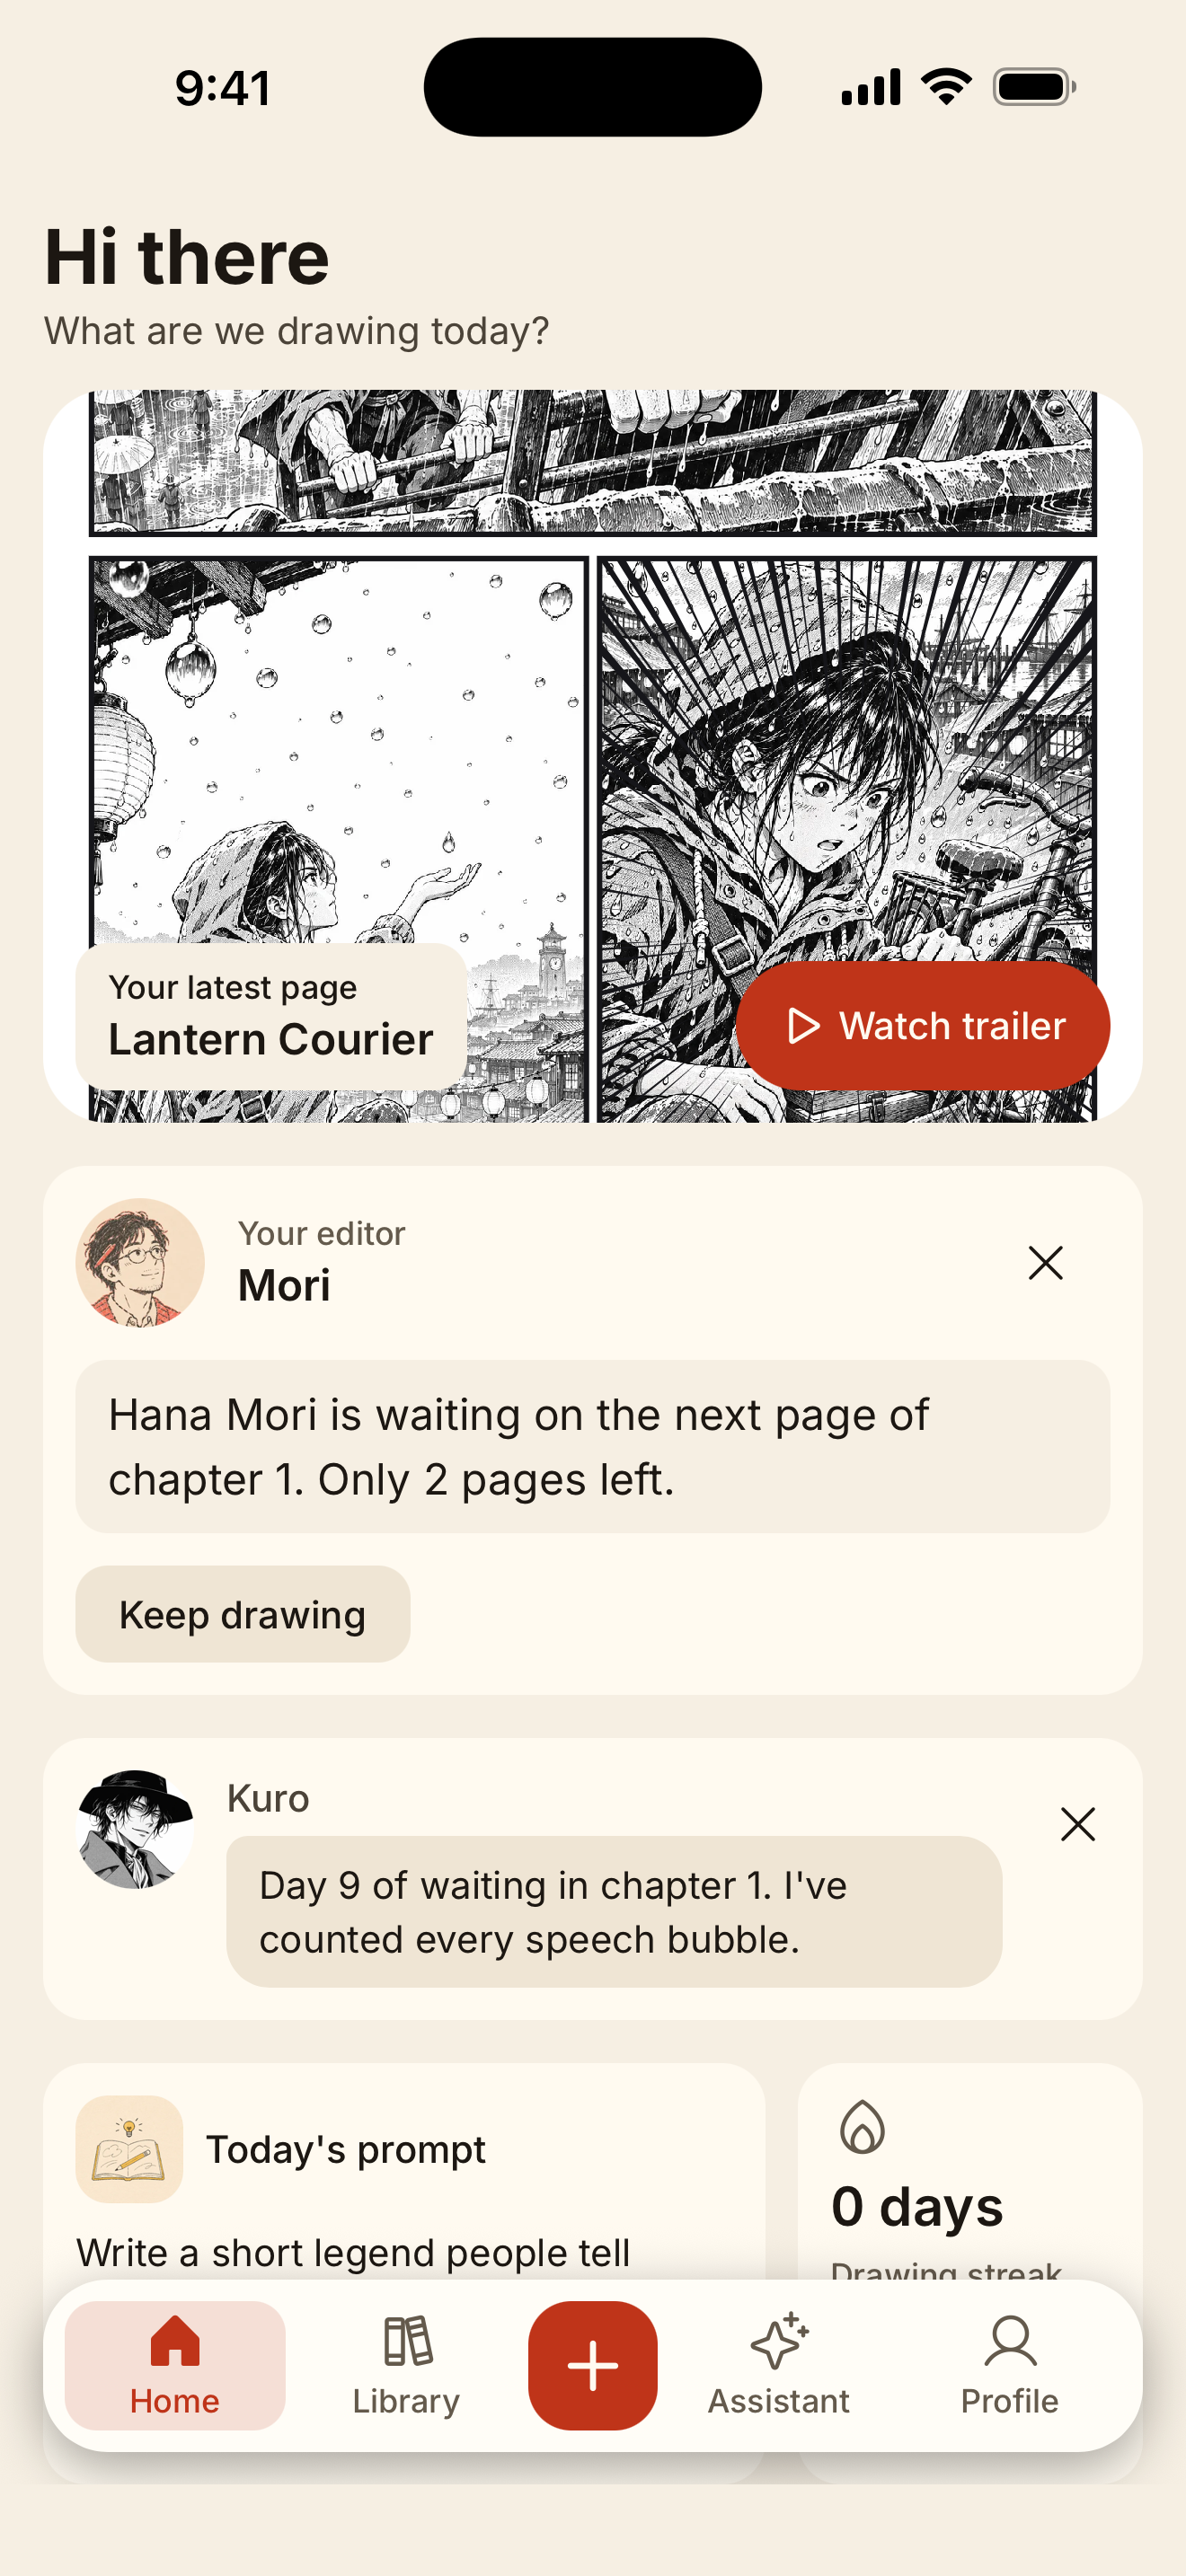 9:41
Hi there
What are we drawing today?
Your latest page
Lantern Courier
Watch trailer
Your editor
Mori
Hana Mori is waiting on the next page of
chapter 1. Only 2 pages left.
Keep drawing
Kuro
Day 9 of waiting in chapter 1. I've
counted every speech bubble.
Today's prompt
Write a short legend people tell
0 days
Drawing streak
Home
Library
Assistant
Profile